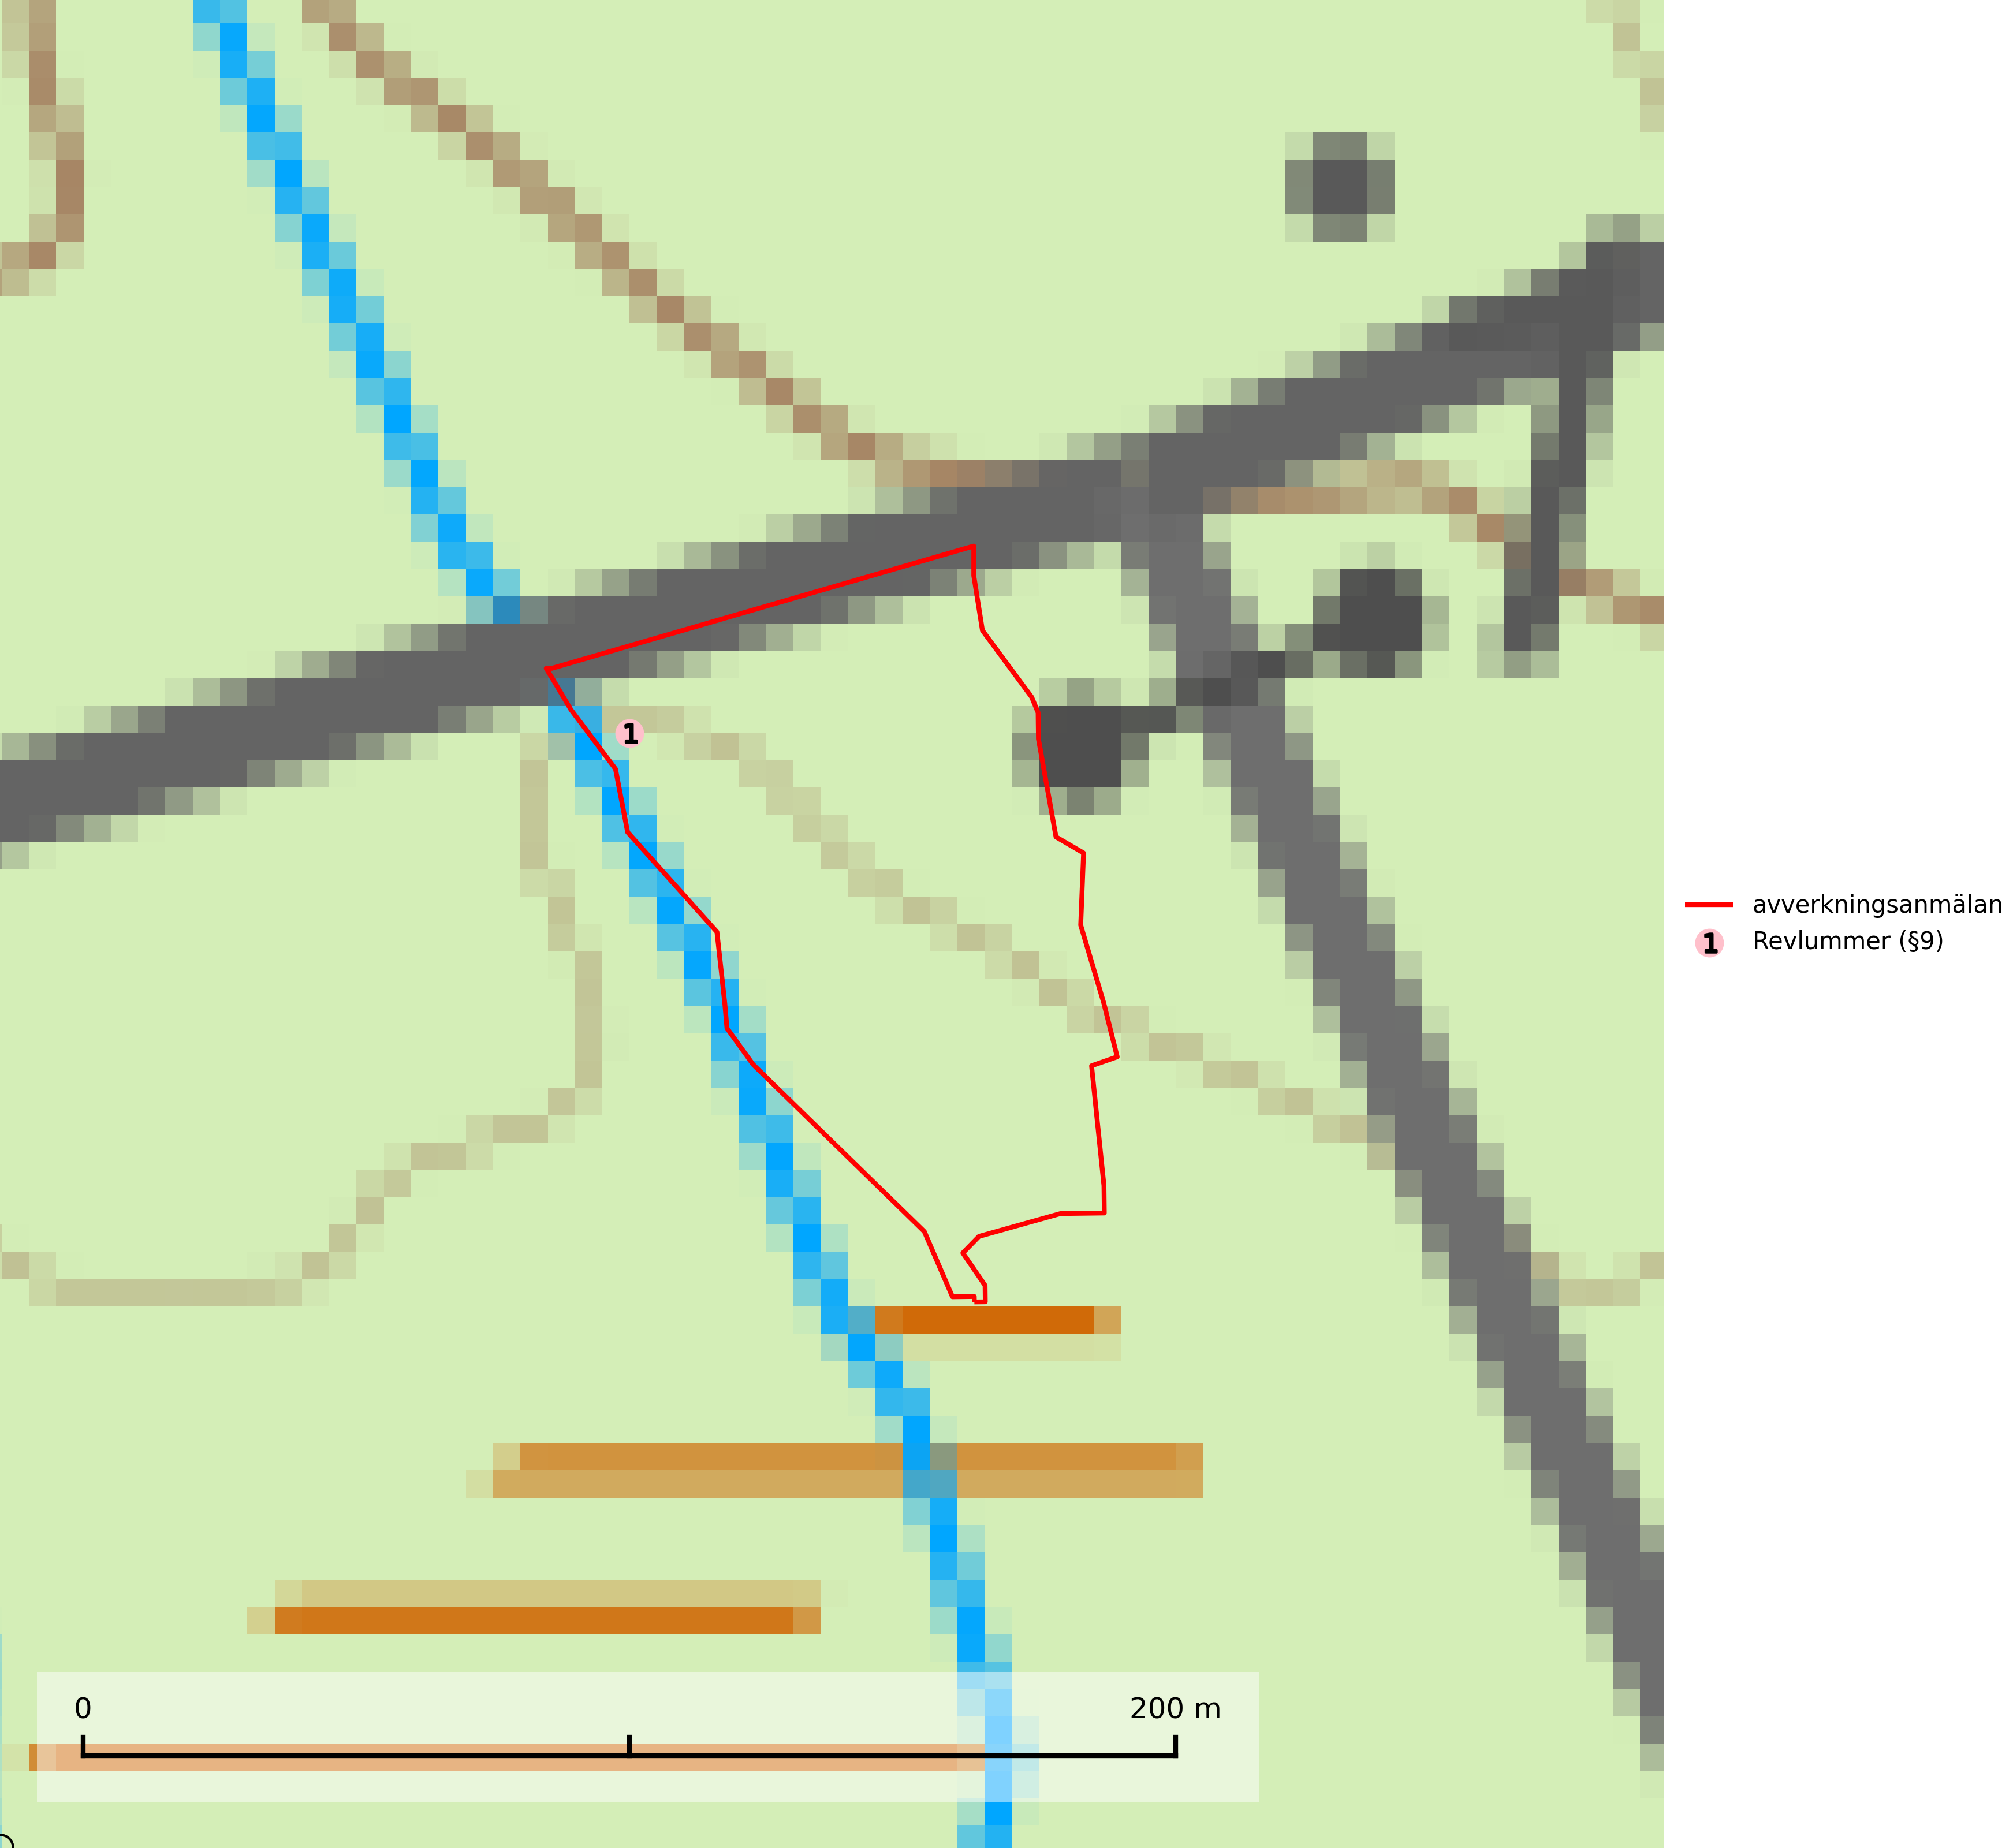 1
avverkningsanmälan
1 Revlummer (§9)
0 200 m